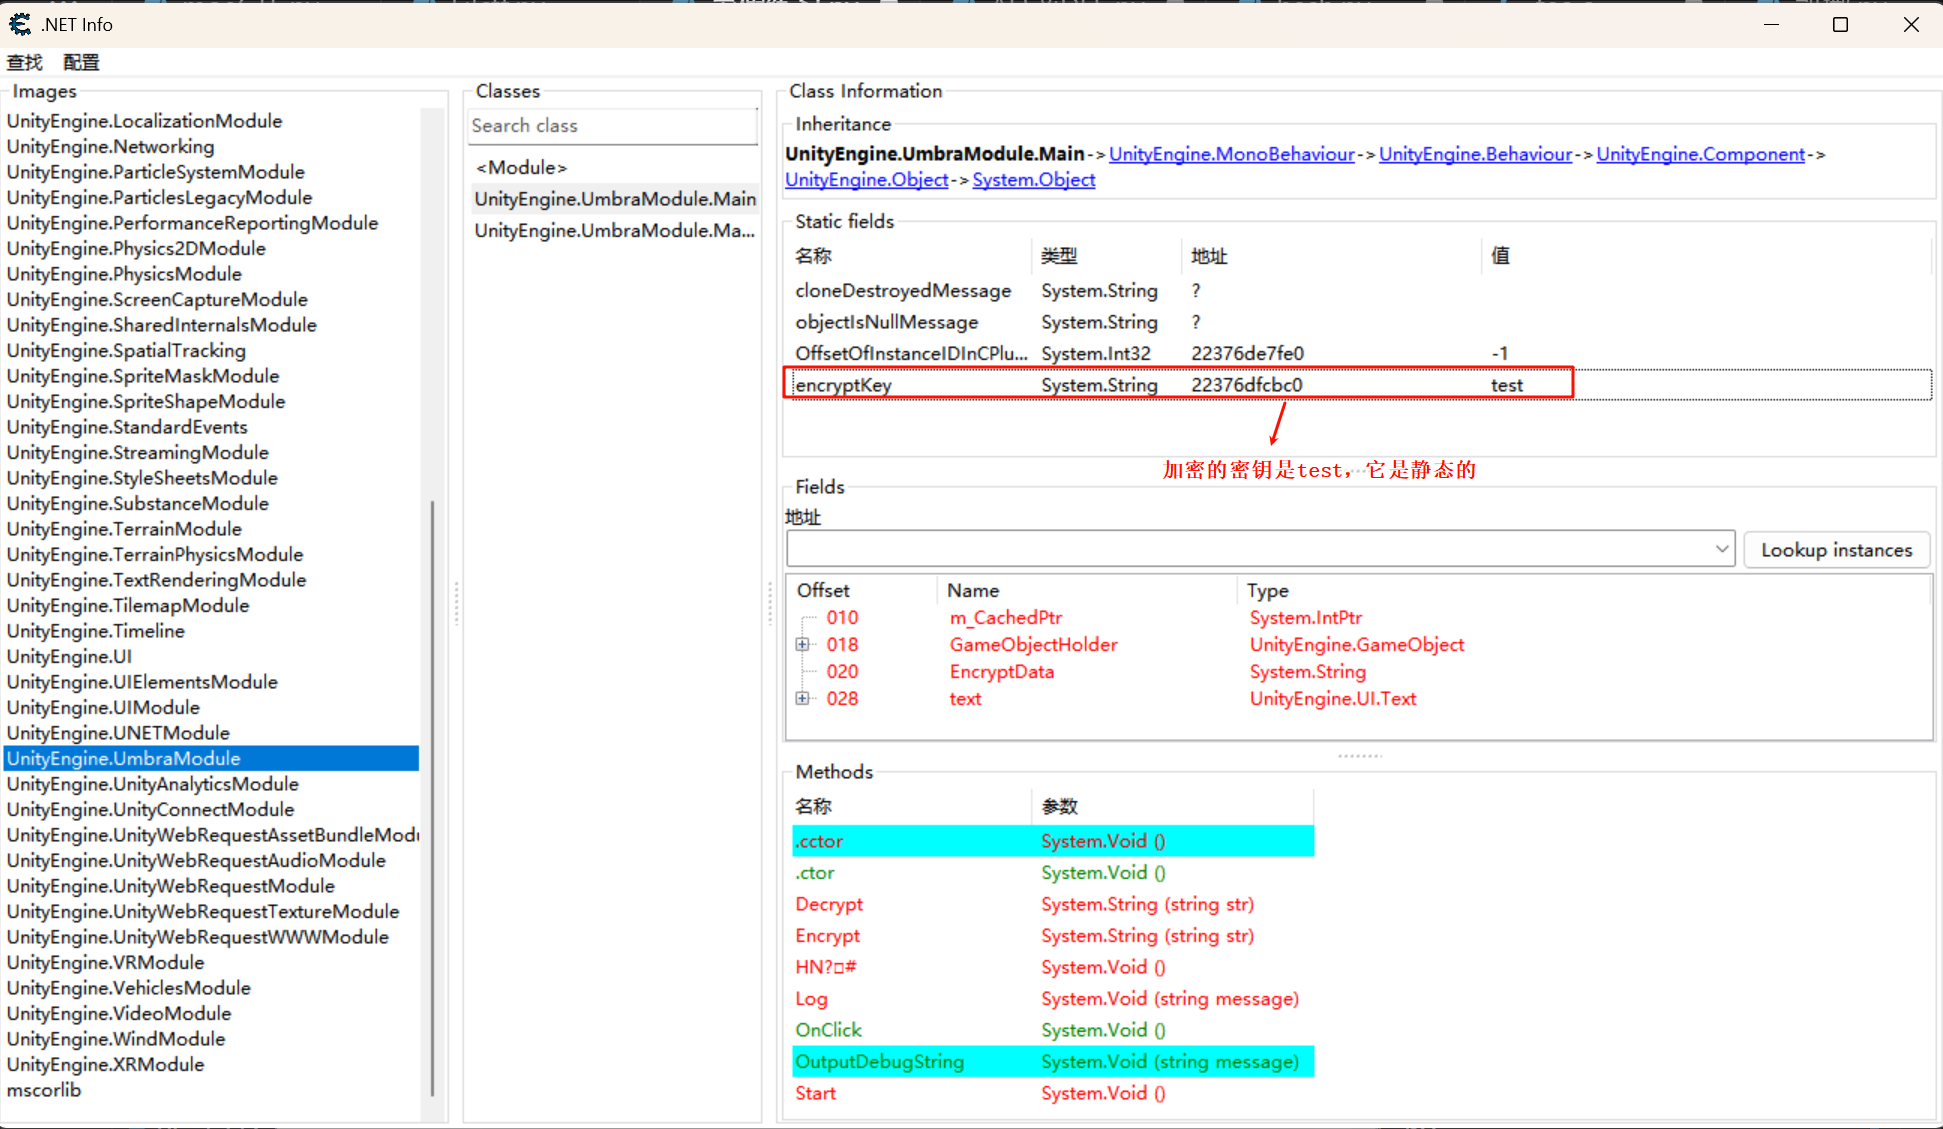 .NET Info
查找 配置
Images
UnityEngine.LocalizationModule
UnityEngine.Networking
UnityEngine.ParticleSystemModule
UnityEngine.ParticlesLegacyModule
UnityEngine.PerformanceReportingModule
UnityEngine.Physics2DModule
UnityEngine.PhysicsModule
UnityEngine.ScreenCaptureModule
UnityEngine.SharedInternalsModule
UnityEngine.SpatialTracking
UnityEngine.SpriteMaskModule
UnityEngine.SpriteShapeModule
UnityEngine.StandardEvents
UnityEngine.StreamingModule
UnityEngine.StyleSheetsModule
UnityEngine.SubstanceModule
UnityEngine.TerrainModule
UnityEngine.TerrainPhysicsModule
UnityEngine.TextRenderingModule
UnityEngine.TilemapModule
UnityEngine.Timeline
UnityEngine.UI
UnityEngine.UIElementsModule
UnityEngine.UIModule
UnityEngine.UNETModule
UnityEngine.UmbraModule
UnityEngine.UnityAnalyticsModule
UnityEngine.UnityConnectModule
UnityEngine.UnityWebRequestAssetBundleModu
UnityEngine.UnityWebRequestAudioModule
UnityEngine.UnityWebRequestModule
UnityEngine.UnityWebRequestTextureModule
UnityEngine.UnityWebRequestWWWModule
UnityEngine.VRModule
UnityEngine.VehiclesModule
UnityEngine.VideoModule
UnityEngine.WindModule
UnityEngine.XRModule
mscorlib
Classes
Search class
<Module>
UnityEngine.UmbraModule.Main
UnityEngine.UmbraModule.Ma...
Class Information
Inheritance
UnityEngine.UmbraModule.Main->UnityEngine.MonoBehaviour->UnityEngine.Behaviour->UnityEngine.Component->
UnityEngine.Object->System.Object
Static fields
名称 类型 地址 值
cloneDestroyedMessage System.String ?
objectIsNullMessage System.String ?
OffsetOfInstanceIDInCPlu... System.Int32 22376de7fe0 -1
encryptKey System.String 22376dfcbc0 test
加密的密钥是test，它是静态的
Fields
地址
Lookup instances
Offset Name Type
010 m_CachedPtr System.IntPtr
018 GameObjectHolder UnityEngine.GameObject
020 EncryptData System.String
028 text UnityEngine.UI.Text
Methods
名称 参数
.cctor System.Void ()
.ctor System.Void ()
Decrypt System.String (string str)
Encrypt System.String (string str)
HN?□# System.Void ()
Log System.Void (string message)
OnClick System.Void ()
OutputDebugString System.Void (string message)
Start System.Void ()